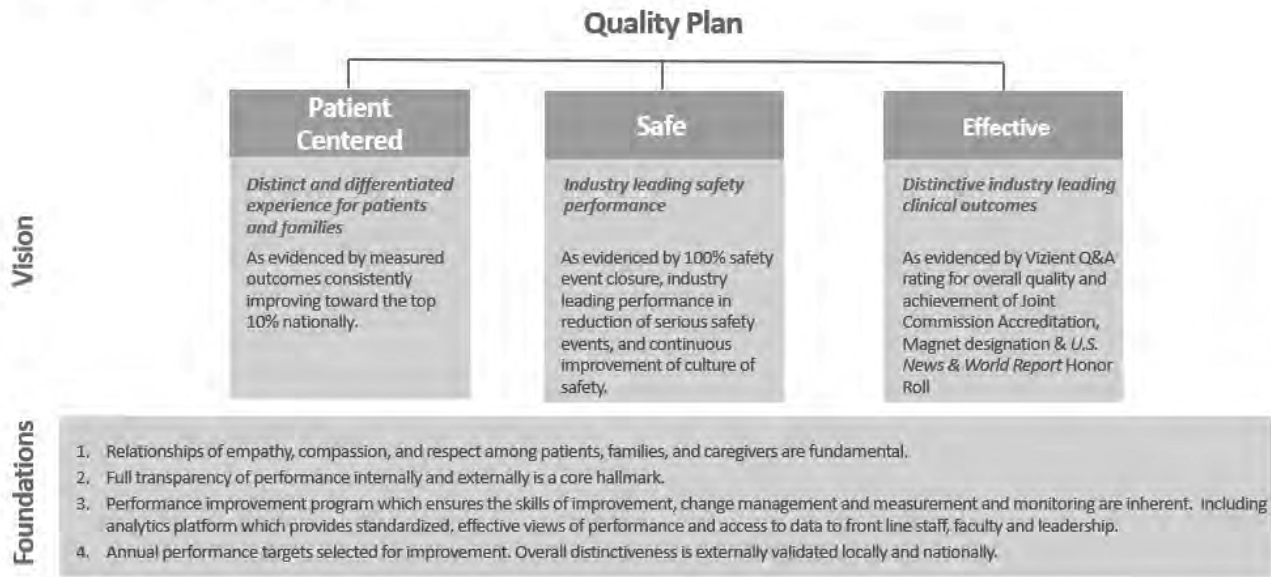 Quality Plan
Patient
Centered
Safe
Effective
Vision
Distinct and differentiated
experience for patients
and families
As evidenced by measured
outcomes consistently
improving toward the top
10% nationally.
Industry leading safety
performance
As evidenced by 100% safety
event closure, industry
leading performance in
reduction of serious safety
events, and continuous
improvement of culture of
safety.
Distinctive industry leading
clinical outcomes
As evidenced by Vizient Q&A
rating for overall quality and
achievement of Joint
Commission Accreditation,
Magnet designation & U.S.
News & World Report Honor
Roll
Foundations
1. Relationships of empathy, compassion, and respect among patients, families, and caregivers are fundamental.
2. Full transparency of performance internally and externally is a core hallmark.
3. Performance improvement program which ensures the skills of improvement, change management and measurement and monitoring are inherent. Including
analytics platform which provides standardized, effective views of performance and access to data to front line staff, faculty and leadership.
4. Annual performance targets selected for improvement. Overall distinctiveness is externally validated locally and nationally.